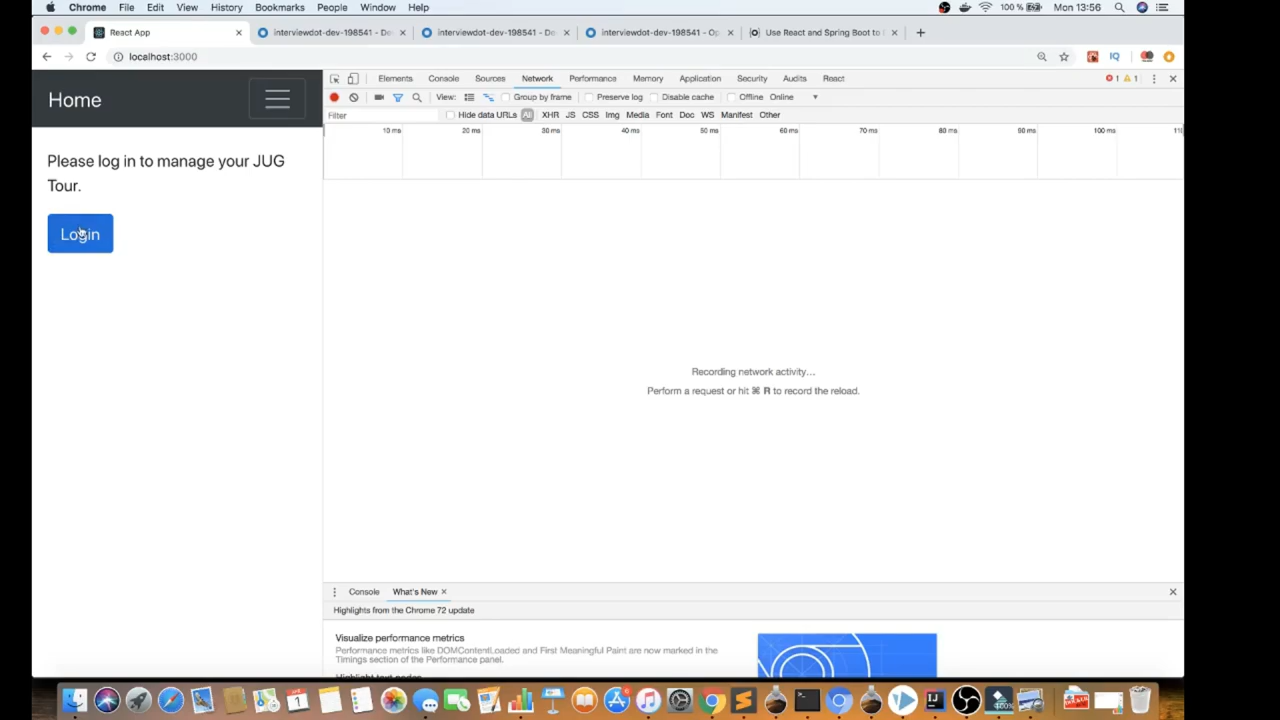 Chrome File Edit View History Bookmarks People Window Help 100 % Mon 13:56
React App × interviewdot-dev-198541 - De × interviewdot-dev-198541 - De × interviewdot-dev-198541 - Op × Use React and Spring Boot to × +
localhost:3000 IQ
Elements Console Sources Network Performance Memory Application Security Audits React 1 1
View: Group by frame Preserve log Disable cache Offline Online
Filter Hide data URLs All XHR JS CSS Img Media Font Doc WS Manifest Other
10 ms 20 ms 30 ms 40 ms 50 ms 60 ms 70 ms 80 ms 90 ms 100 ms
Home
Please log in to manage your JUG
Tour.
Login
Recording network activity…
Perform a request or hit ⌘ R to record the reload.
Console What's New ×
Highlights from the Chrome 72 update
Visualize performance metrics
Performance metrics like DOMContentLoaded and First Meaningful Paint are now marked in the
Timings section of the Performance panel.